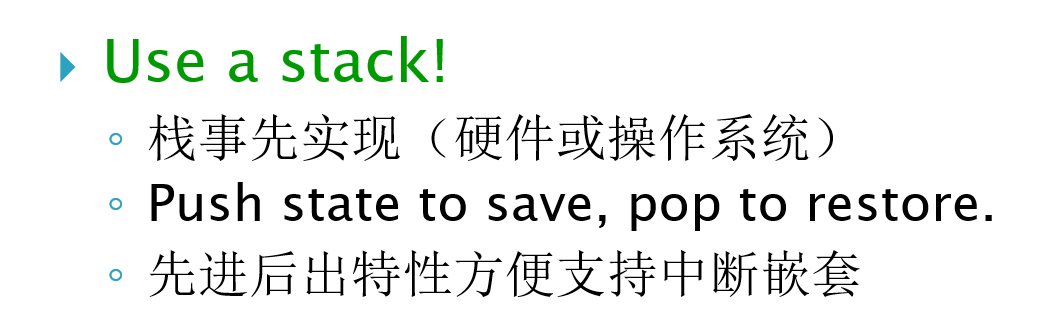 Use a stack!
栈事先实现（硬件或操作系统）
Push state to save, pop to restore.
先进后出特性方便支持中断嵌套